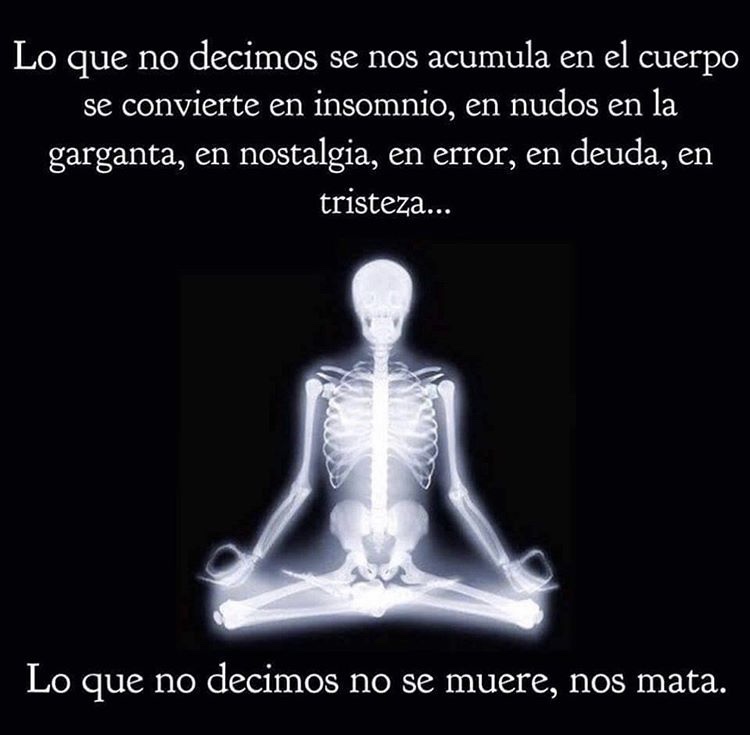 Lo que no decimos se nos acumula en el cuerpo
se convierte en insomnio, en nudos en la
garganta, en nostalgia, en error, en deuda, en
tristeza...
Lo que no decimos no se muere, nos mata.